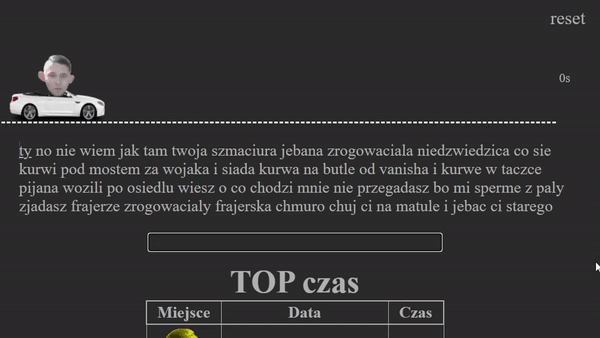 reset
0s
ty no nie wiem jak tam twoja szmaciura jebana zrogowaciala niedzwiedzica co sie
kurwi pod mostem za wojaka i siada kurwa na butle od vanisha i kurwe w taczce
pijana wozili po osiedlu wiesz o co chodzi mnie nie przegadasz bo mi sperme z paly
zjadasz frajerze zrogowacialy frajerska chmuro chuj ci na matule i jebac ci starego
TOP czas
Miejsce Data Czas